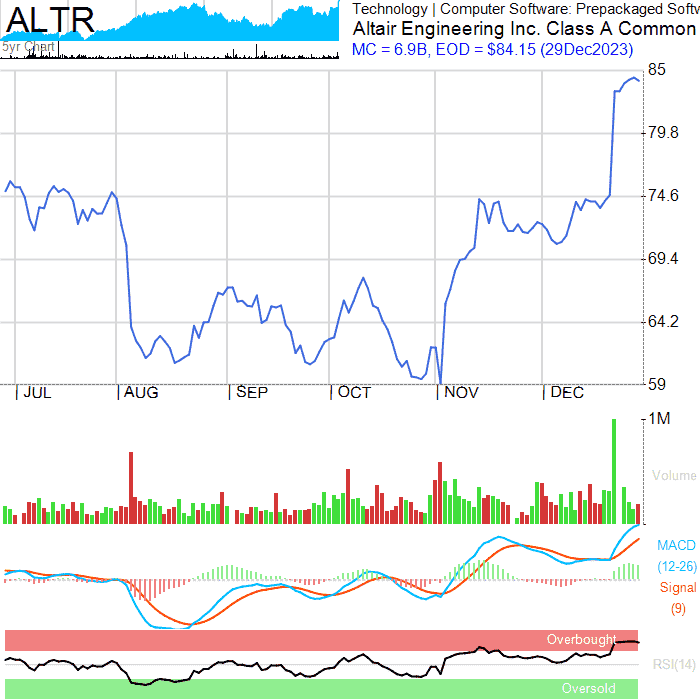 ALTR
5yr Chart
Technology | Computer Software: Prepackaged Softw
Altair Engineering Inc. Class A Common
MC = 6.9B, EOD = $84.15 (29Dec2023)
85
79.8
74.6
69.4
64.2
59
| JUL | AUG | SEP | OCT | NOV | DEC
1M
Volume
MACD
(12-26)
Signal
(9)
Overbought
RSI(14)
Oversold